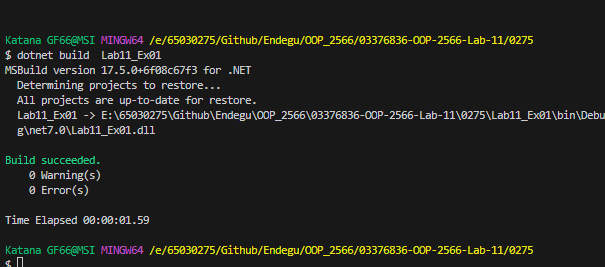 Katana GF66@MSI MINGW64 /e/65030275/Github/Endegu/OOP_2566/03376836-OOP-2566-Lab-11/0275
$ dotnet build  Lab11_Ex01
MSBuild version 17.5.0+6f08c67f3 for .NET
  Determining projects to restore...
  All projects are up-to-date for restore.
  Lab11_Ex01 -> E:\65030275\Github\Endegu\OOP_2566\03376836-OOP-2566-Lab-11\0275\Lab11_Ex01\bin\Debu
g\net7.0\Lab11_Ex01.dll
Build succeeded.
    0 Warning(s)
    0 Error(s)
Time Elapsed 00:00:01.59
Katana GF66@MSI MINGW64 /e/65030275/Github/Endegu/OOP_2566/03376836-OOP-2566-Lab-11/0275
$